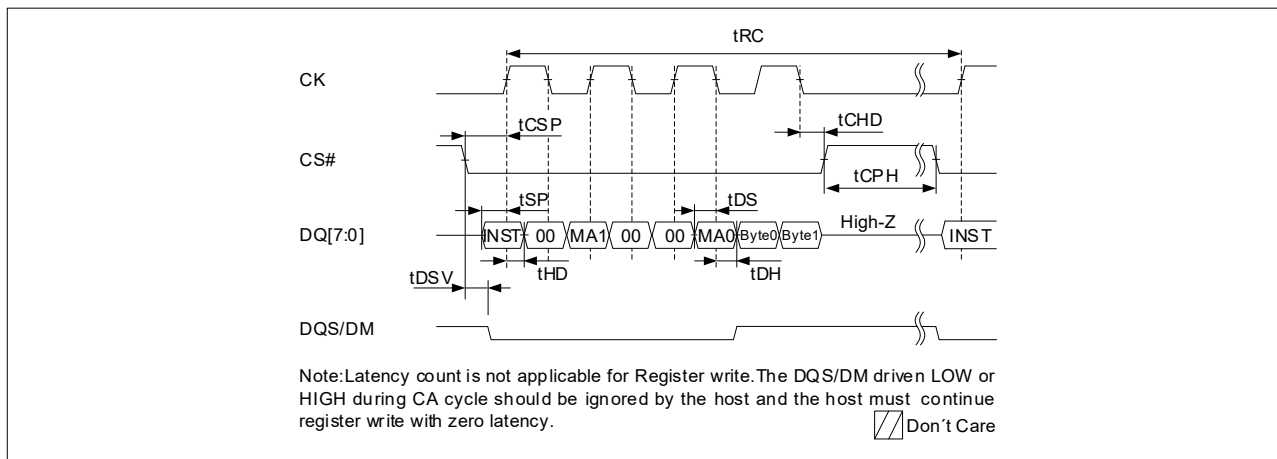 tRC
CK
tCHD
tCSP
CS#
tCPH
tSP
tDS
High-Z
DQ[7:0]
INST 00 MA1 00 00 MA0 Byte0 Byte1 INST
tHD
tDH
tDSV
DQS/DM
Note:Latency count is not applicable for Register write.The DQS/DM driven LOW or
HIGH during CA cycle should be ignored by the host and the host must continue
register write with zero latency.
Don´t Care